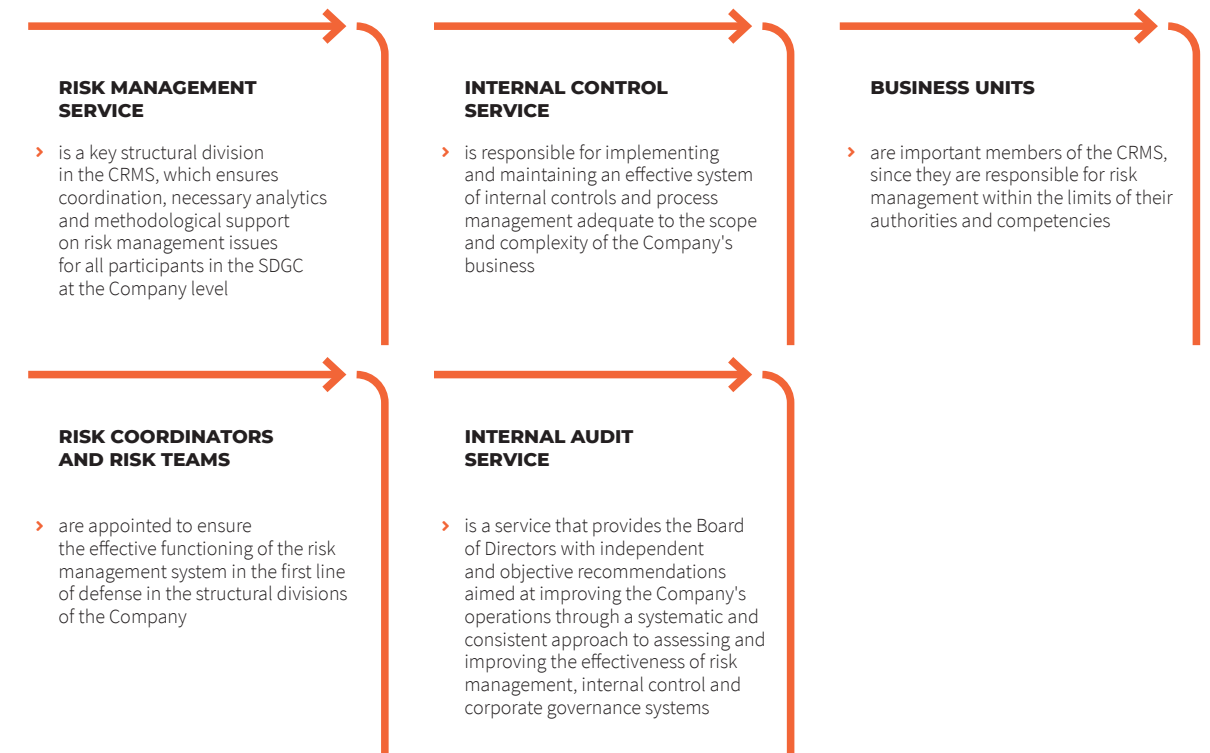 RISK MANAGEMENT
SERVICE
is a key structural division
in the CRMS, which ensures
coordination, necessary analytics
and methodological support
on risk management issues
for all participants in the SDGC
at the Company level
INTERNAL CONTROL
SERVICE
is responsible for implementing
and maintaining an effective system
of internal controls and process
management adequate to the scope
and complexity of the Company's
business
BUSINESS UNITS
are important members of the CRMS,
since they are responsible for risk
management within the limits of their
authorities and competencies
RISK COORDINATORS
AND RISK TEAMS
are appointed to ensure
the effective functioning of the risk
management system in the first line
of defense in the structural divisions
of the Company
INTERNAL AUDIT
SERVICE
is a service that provides the Board
of Directors with independent
and objective recommendations
aimed at improving the Company's
operations through a systematic and
consistent approach to assessing and
improving the effectiveness of risk
management, internal control and
corporate governance systems